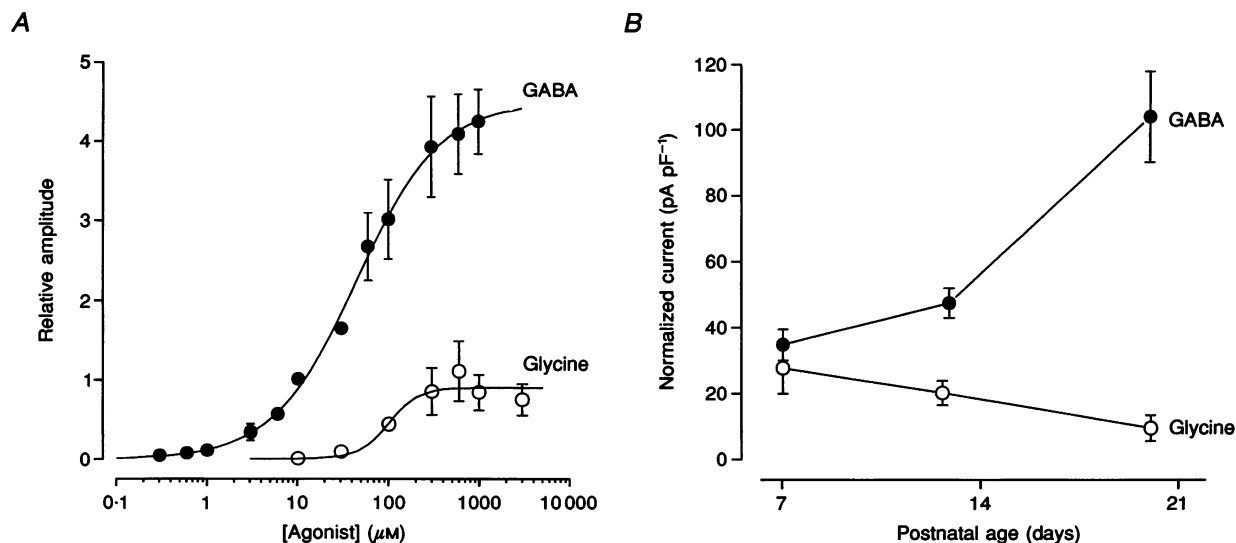 A
Relative amplitude
5
4
3
2
1
0
GABA
Glycine
0·1
1
10
100
1000
10 000
[Agonist] (μM)
B
Normalized current (pA pF⁻¹)
120
100
80
60
40
20
0
GABA
Glycine
7
14
21
Postnatal age (days)